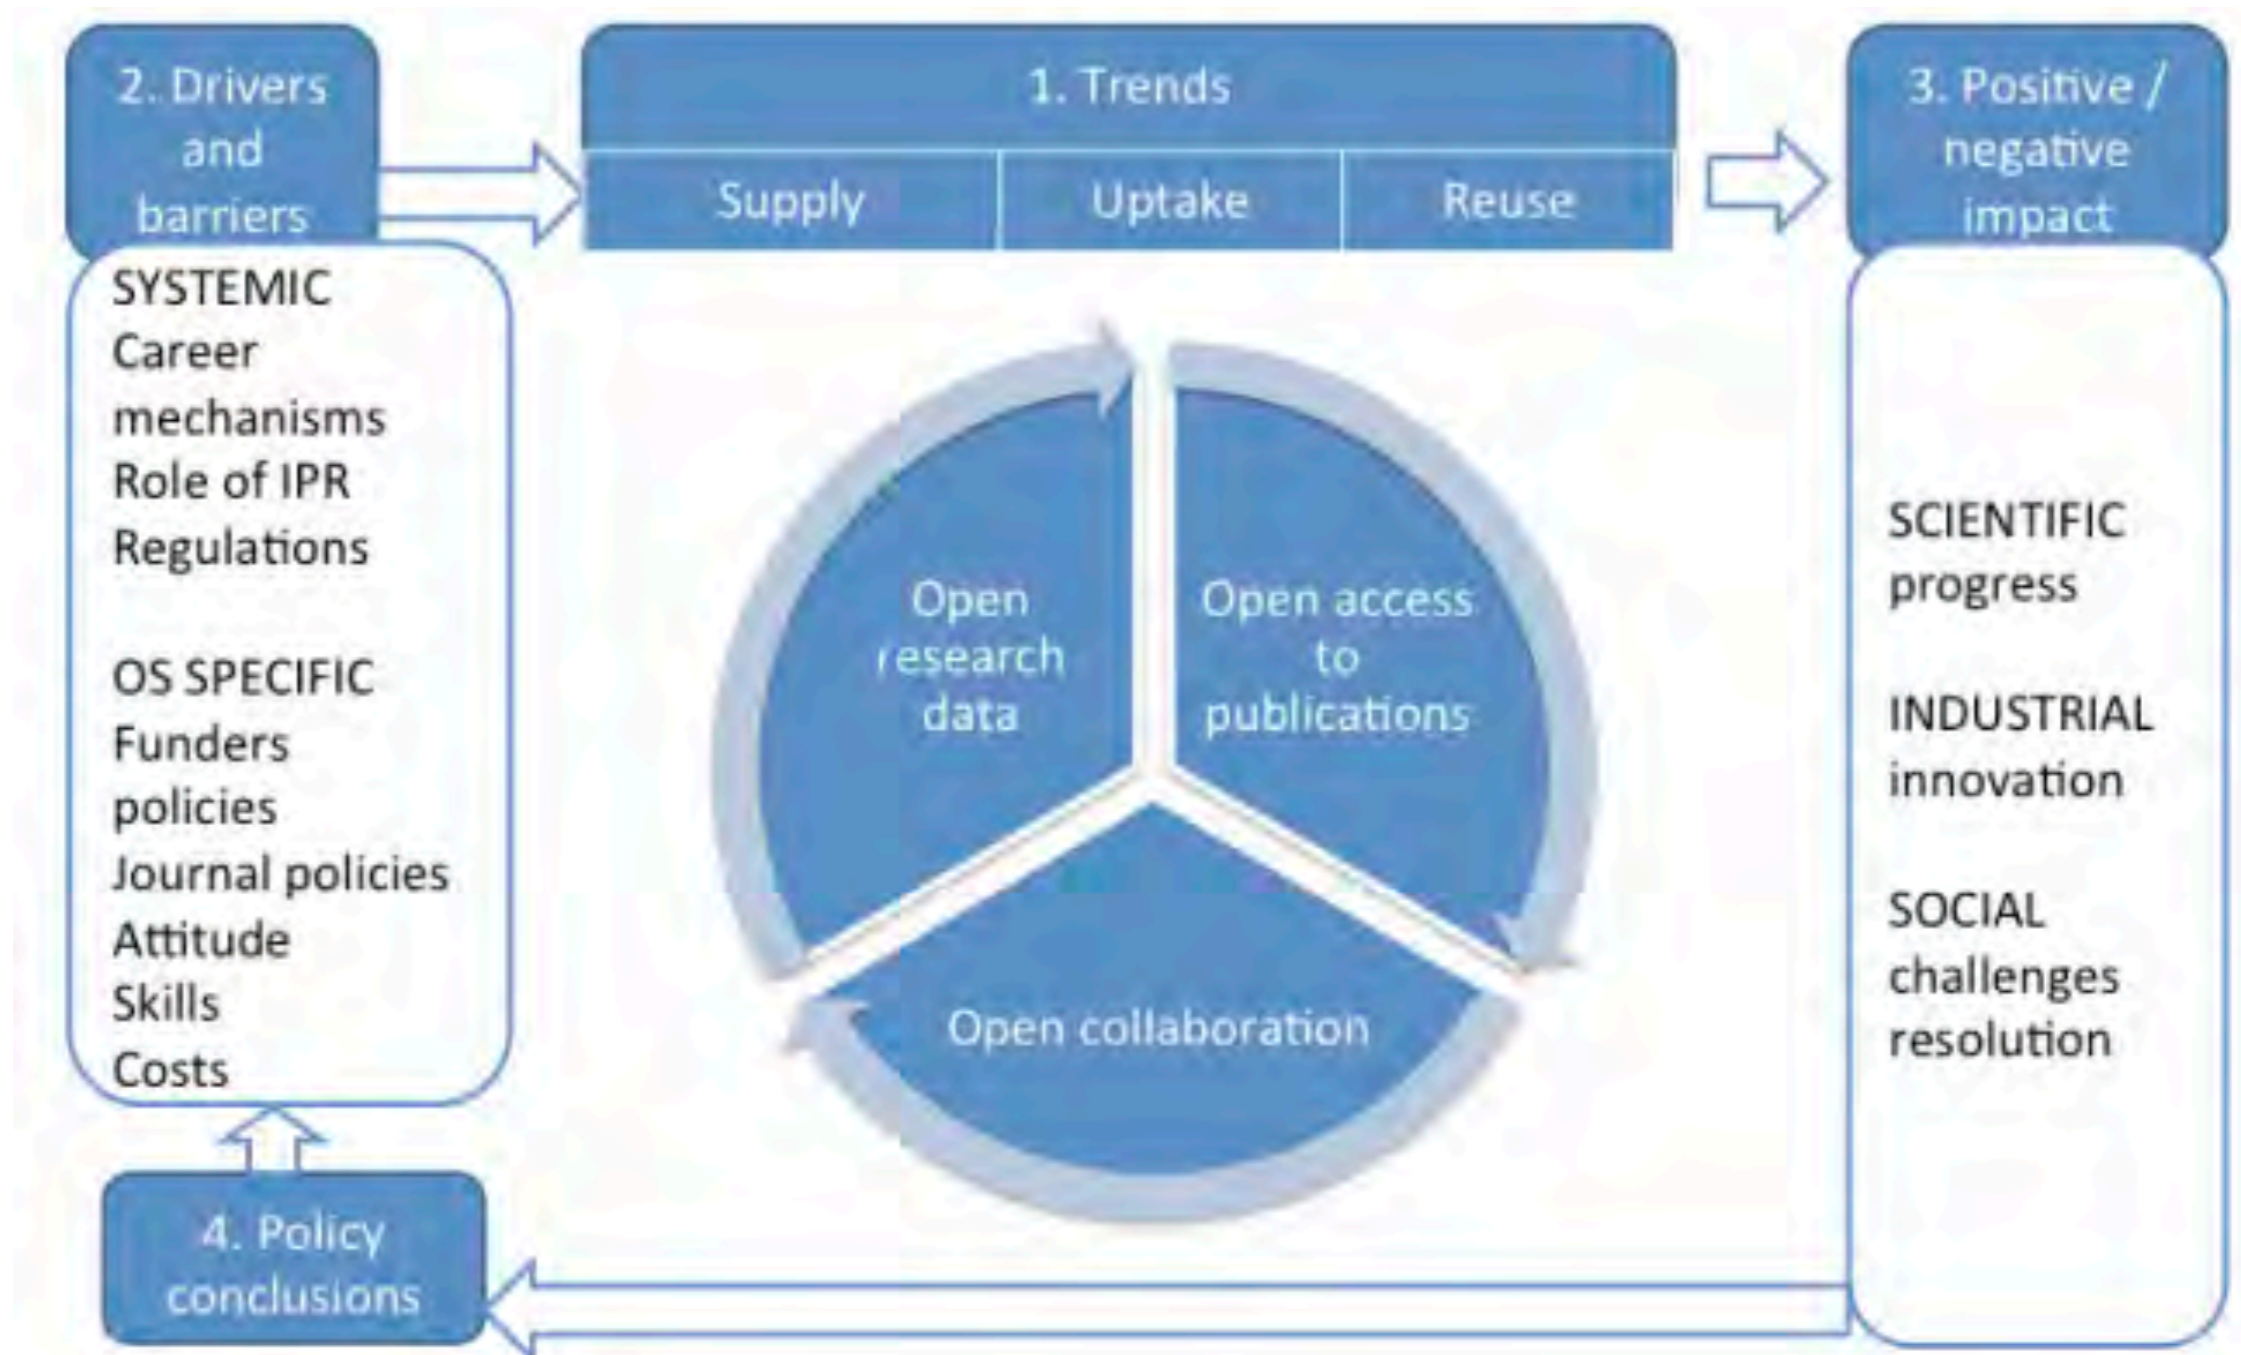 2. Drivers
and
barriers
SYSTEMIC
Career
mechanisms
Role of IPR
Regulations
OS SPECIFIC
Funders
policies
Journal policies
Attitude
Skills
Costs
4. Policy
conclusions
1. Trends
Supply
Uptake
Reuse
Open
research
data
Open access
to
publications
Open collaboration
3. Positive /
negative
impact
SCIENTIFIC
progress
INDUSTRIAL
innovation
SOCIAL
challenges
resolution